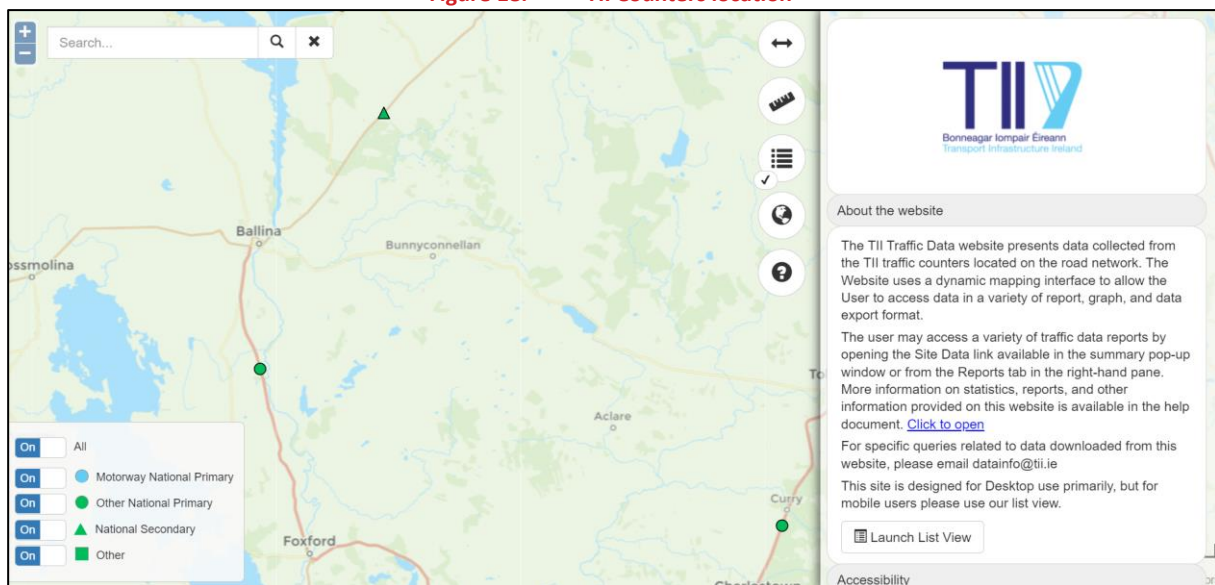 +
−
Search...
Ballina
Bunnyconnellan
ossmolina
Aclare
Curry
Foxford
On All
On Motorway National Primary
On Other National Primary
On National Secondary
On Other
TII
Bonneagar Iompair Éireann
Transport Infrastructure Ireland
About the website
The TII Traffic Data website presents data collected from
the TII traffic counters located on the road network. The
Website uses a dynamic mapping interface to allow the
User to access data in a variety of report, graph, and data
export format.
The user may access a variety of traffic data reports by
opening the Site Data link available in the summary pop-up
window or from the Reports tab in the right-hand pane.
More information on statistics, reports, and other
information provided on this website is available in the help
document. Click to open
For specific queries related to data downloaded from this
website, please email datainfo@tii.ie
This site is designed for Desktop use primarily, but for
mobile users please use our list view.
Launch List View
Accessibility